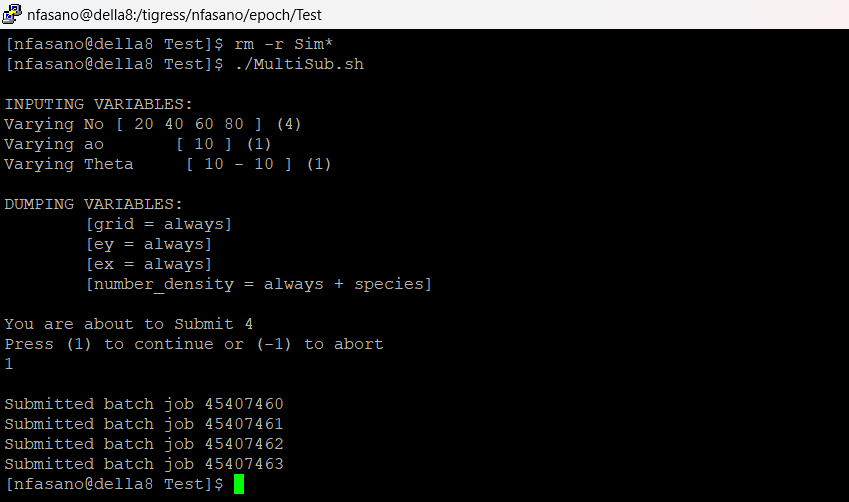 nfasano@della8:/tigress/nfasano/epoch/Test
[nfasano@della8 Test]$ rm -r Sim*
[nfasano@della8 Test]$ ./MultiSub.sh
INPUTING VARIABLES:
Varying No [ 20 40 60 80 ] (4)
Varying ao [ 10 ] (1)
Varying Theta [ 10 - 10 ] (1)
DUMPING VARIABLES:
[grid = always]
[ey = always]
[ex = always]
[number_density = always + species]
You are about to Submit 4
Press (1) to continue or (-1) to abort
1
Submitted batch job 45407460
Submitted batch job 45407461
Submitted batch job 45407462
Submitted batch job 45407463
[nfasano@della8 Test]$